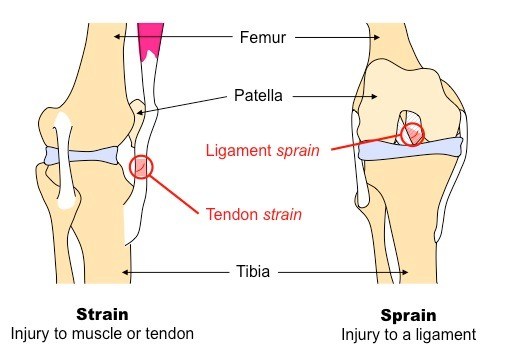 Femur
Patella
Ligament sprain
Tendon strain
Tibia
Strain
Injury to muscle or tendon
Sprain
Injury to a ligament